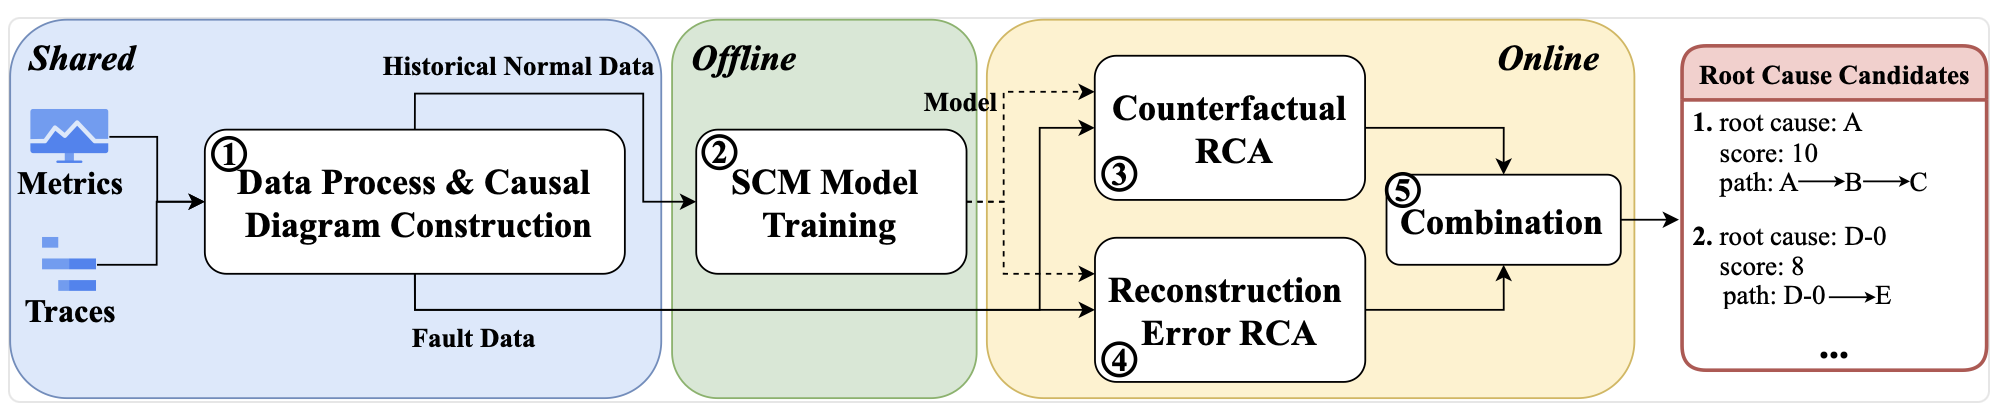 Shared
Metrics
Traces
Historical Normal Data
1
Data Process & Causal
Diagram Construction
Fault Data
Offline
2
SCM Model
Training
Model
Online
Counterfactual
RCA
3
Reconstruction
Error RCA
4
5
Combination
Root Cause Candidates
1. root cause: A
score: 10
path: A→B→C
2. root cause: D-0
score: 8
path: D-0→E
...